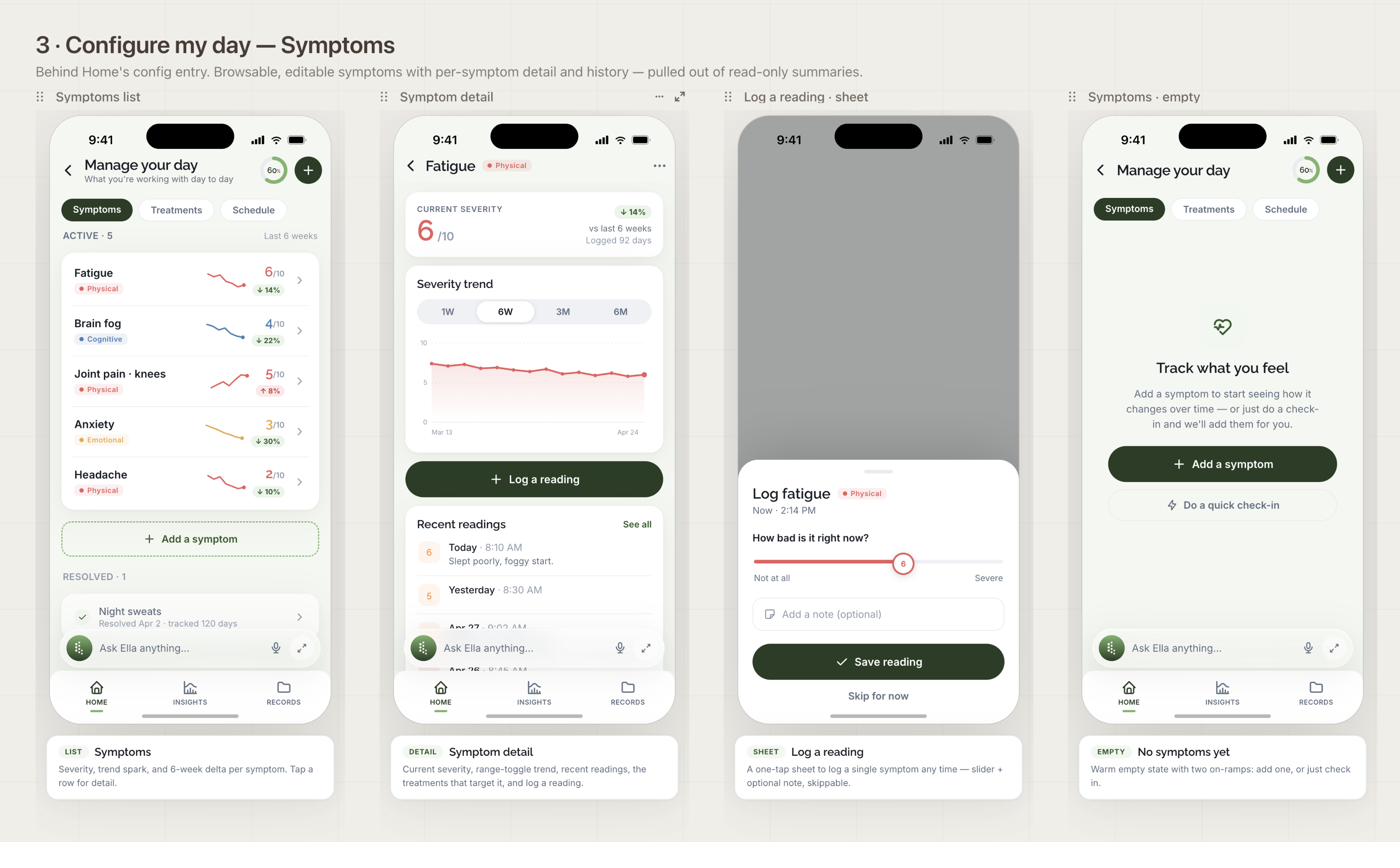 3 · Configure my day — Symptoms
Behind Home's config entry. Browsable, editable symptoms with per-symptom detail and history — pulled out of read-only summaries.
Symptoms list
9:41
Manage your day
What you're working with day to day
60%
Symptoms
Treatments
Schedule
ACTIVE · 5
Last 6 weeks
Fatigue
Physical
6/10
↓ 14%
Brain fog
Cognitive
4/10
↓ 22%
Joint pain · knees
Physical
5/10
↑ 8%
Anxiety
Emotional
3/10
↓ 30%
Headache
Physical
2/10
↓ 10%
+ Add a symptom
RESOLVED · 1
Night sweats
Resolved Apr 2 · tracked 120 days
Ask Ella anything...
HOME
INSIGHTS
RECORDS
LIST
Symptoms
Severity, trend spark, and 6-week delta per symptom. Tap a
row for detail.
Symptom detail
9:41
Fatigue
Physical
CURRENT SEVERITY
6 /10
↓ 14%
vs last 6 weeks
Logged 92 days
Severity trend
1W
6W
3M
6M
10
5
0
Mar 13
Apr 24
+ Log a reading
Recent readings
See all
6
Today · 8:10 AM
Slept poorly, foggy start.
5
Yesterday · 8:30 AM
Apr 27 · 9:02 AM
Ask Ella anything...
Apr 26 · 8:45 AM
HOME
INSIGHTS
RECORDS
DETAIL
Symptom detail
Current severity, range-toggle trend, recent readings, the
treatments that target it, and log a reading.
Log a reading · sheet
9:41
Log fatigue
Physical
Now · 2:14 PM
How bad is it right now?
6
Not at all
Severe
Add a note (optional)
Save reading
Skip for now
SHEET
Log a reading
A one-tap sheet to log a single symptom any time — slider +
optional note, skippable.
Symptoms · empty
9:41
Manage your day
60%
Symptoms
Treatments
Schedule
Track what you feel
Add a symptom to start seeing how it
changes over time — or just do a check-
in and we'll add them for you.
+ Add a symptom
Do a quick check-in
Ask Ella anything...
HOME
INSIGHTS
RECORDS
EMPTY
No symptoms yet
Warm empty state with two on-ramps: add one, or just check
in.